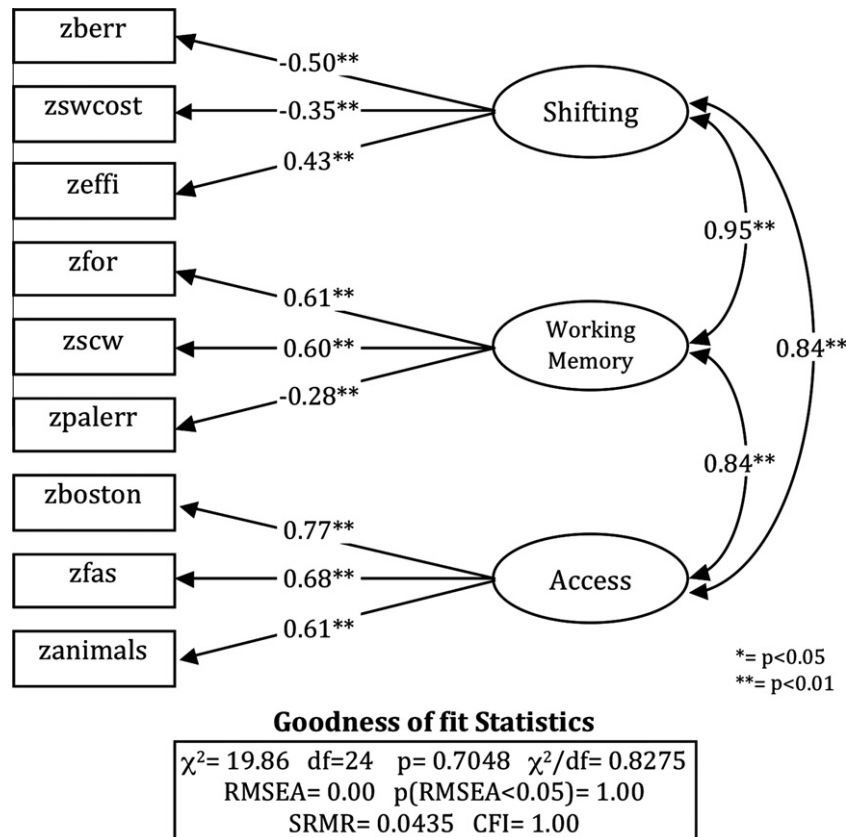 zberr
-0.50**
zswcost
-0.35**
Shifting
zeffi
0.43**
0.95**
zfor
0.61**
zscw
0.60**
Working
Memory
0.84**
zpalerr
-0.28**
0.84**
zboston
0.77**
zfas
0.68**
Access
zanimals
0.61**
*= p<0.05
**= p<0.01
Goodness of fit Statistics
χ²= 19.86 df=24 p= 0.7048 χ²/df= 0.8275
RMSEA= 0.00 p(RMSEA<0.05)= 1.00
SRMR= 0.0435 CFI= 1.00